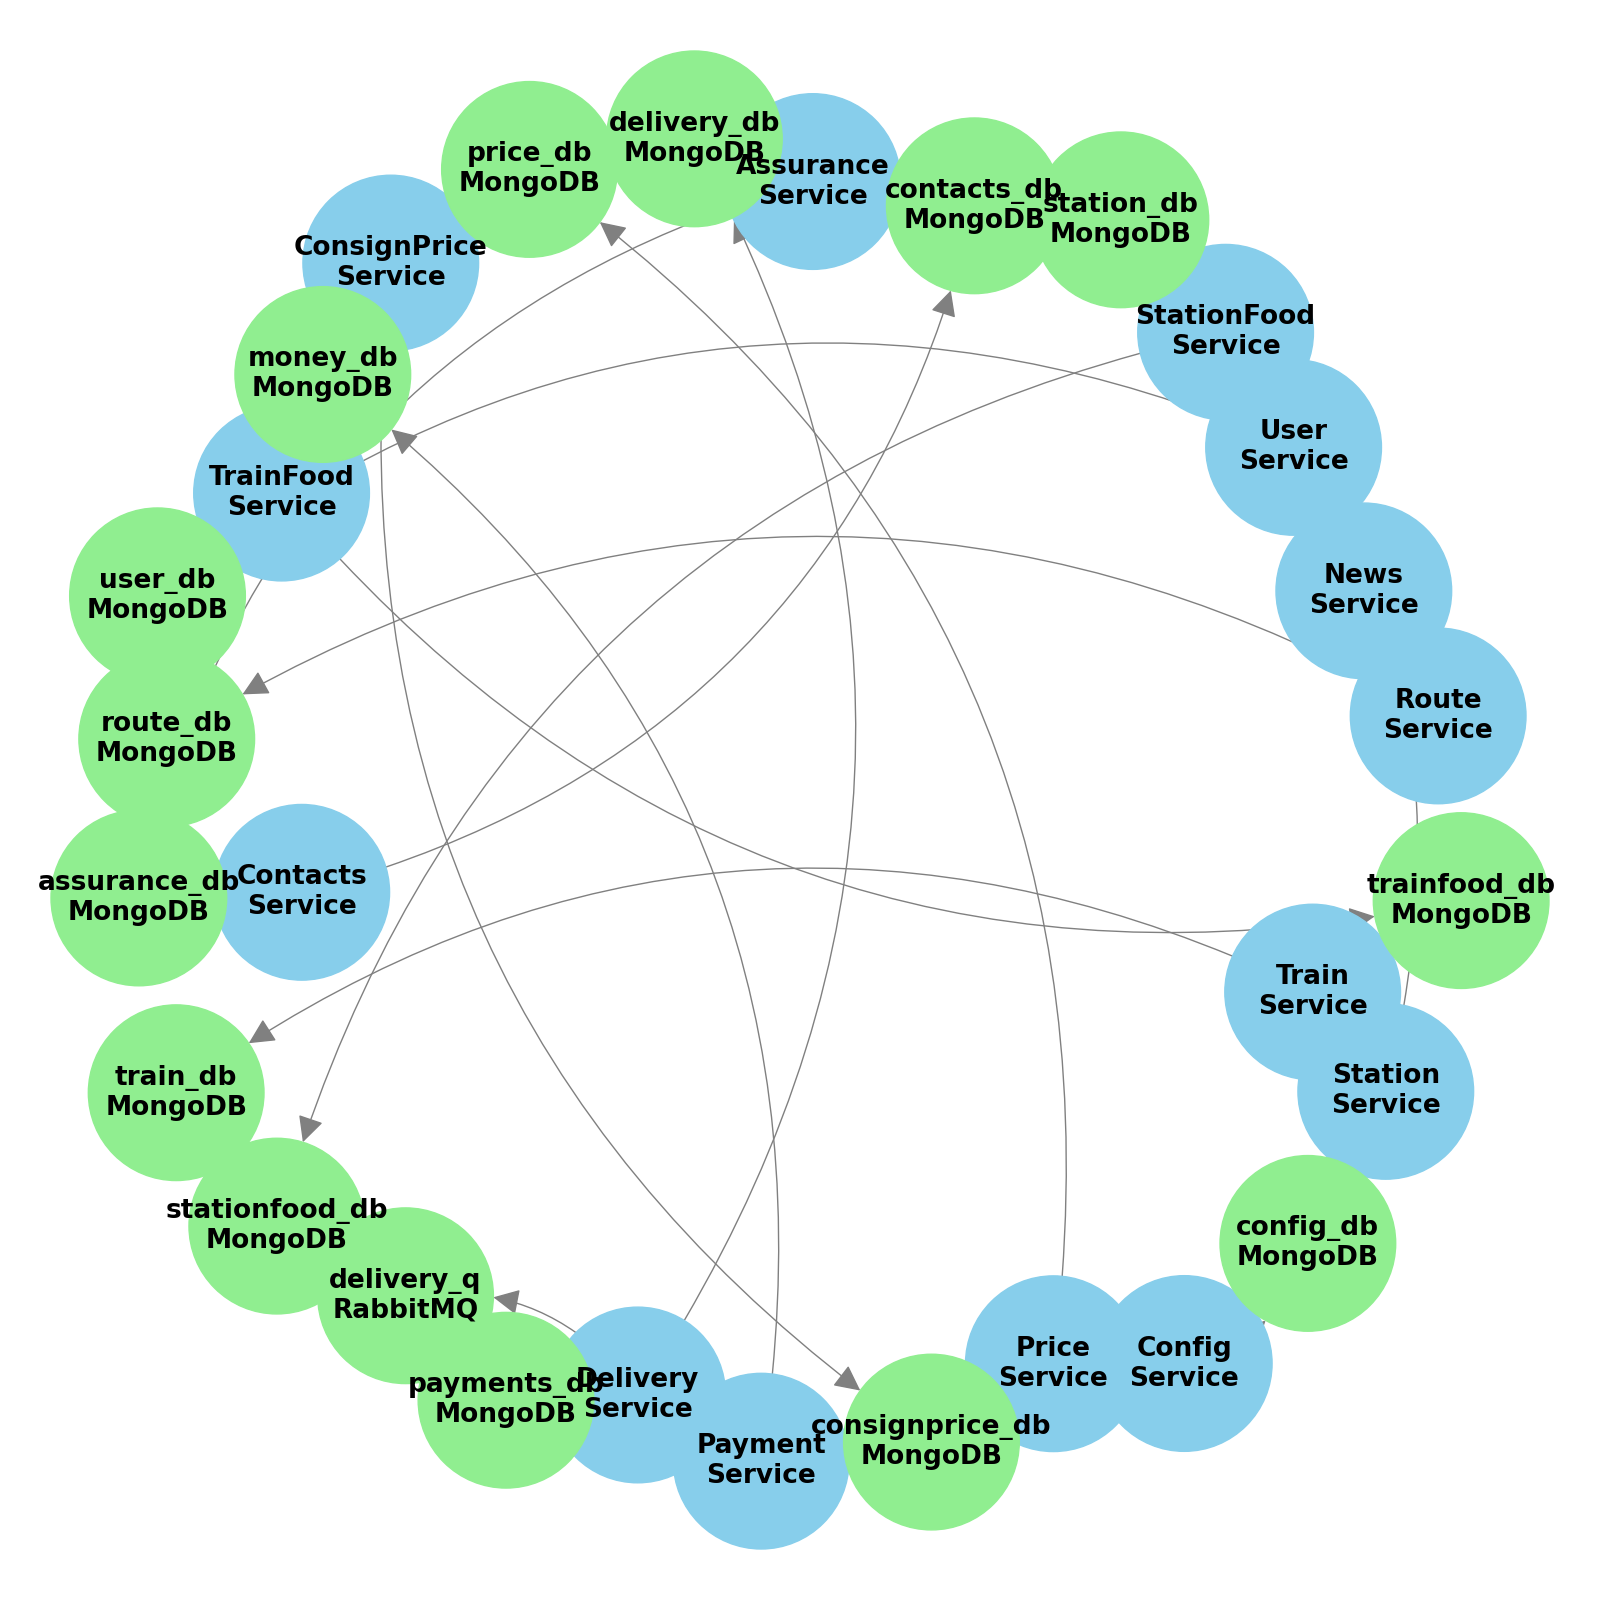 delivery_db
MongoDB
price_db
MongoDB
Assurance
Service
contacts_db
MongoDB
station_db
MongoDB
ConsignPrice
Service
StationFood
Service
money_db
MongoDB
User
Service
TrainFood
Service
user_db
MongoDB
News
Service
route_db
MongoDB
Route
Service
assurance_db
MongoDB
Contacts
Service
trainfood_db
MongoDB
Train
Service
train_db
MongoDB
Station
Service
stationfood_db
MongoDB
config_db
MongoDB
delivery_q
RabbitMQ
Price
Service
Config
Service
payments_db
MongoDB
Delivery
Service
Payment
Service
consignprice_db
MongoDB